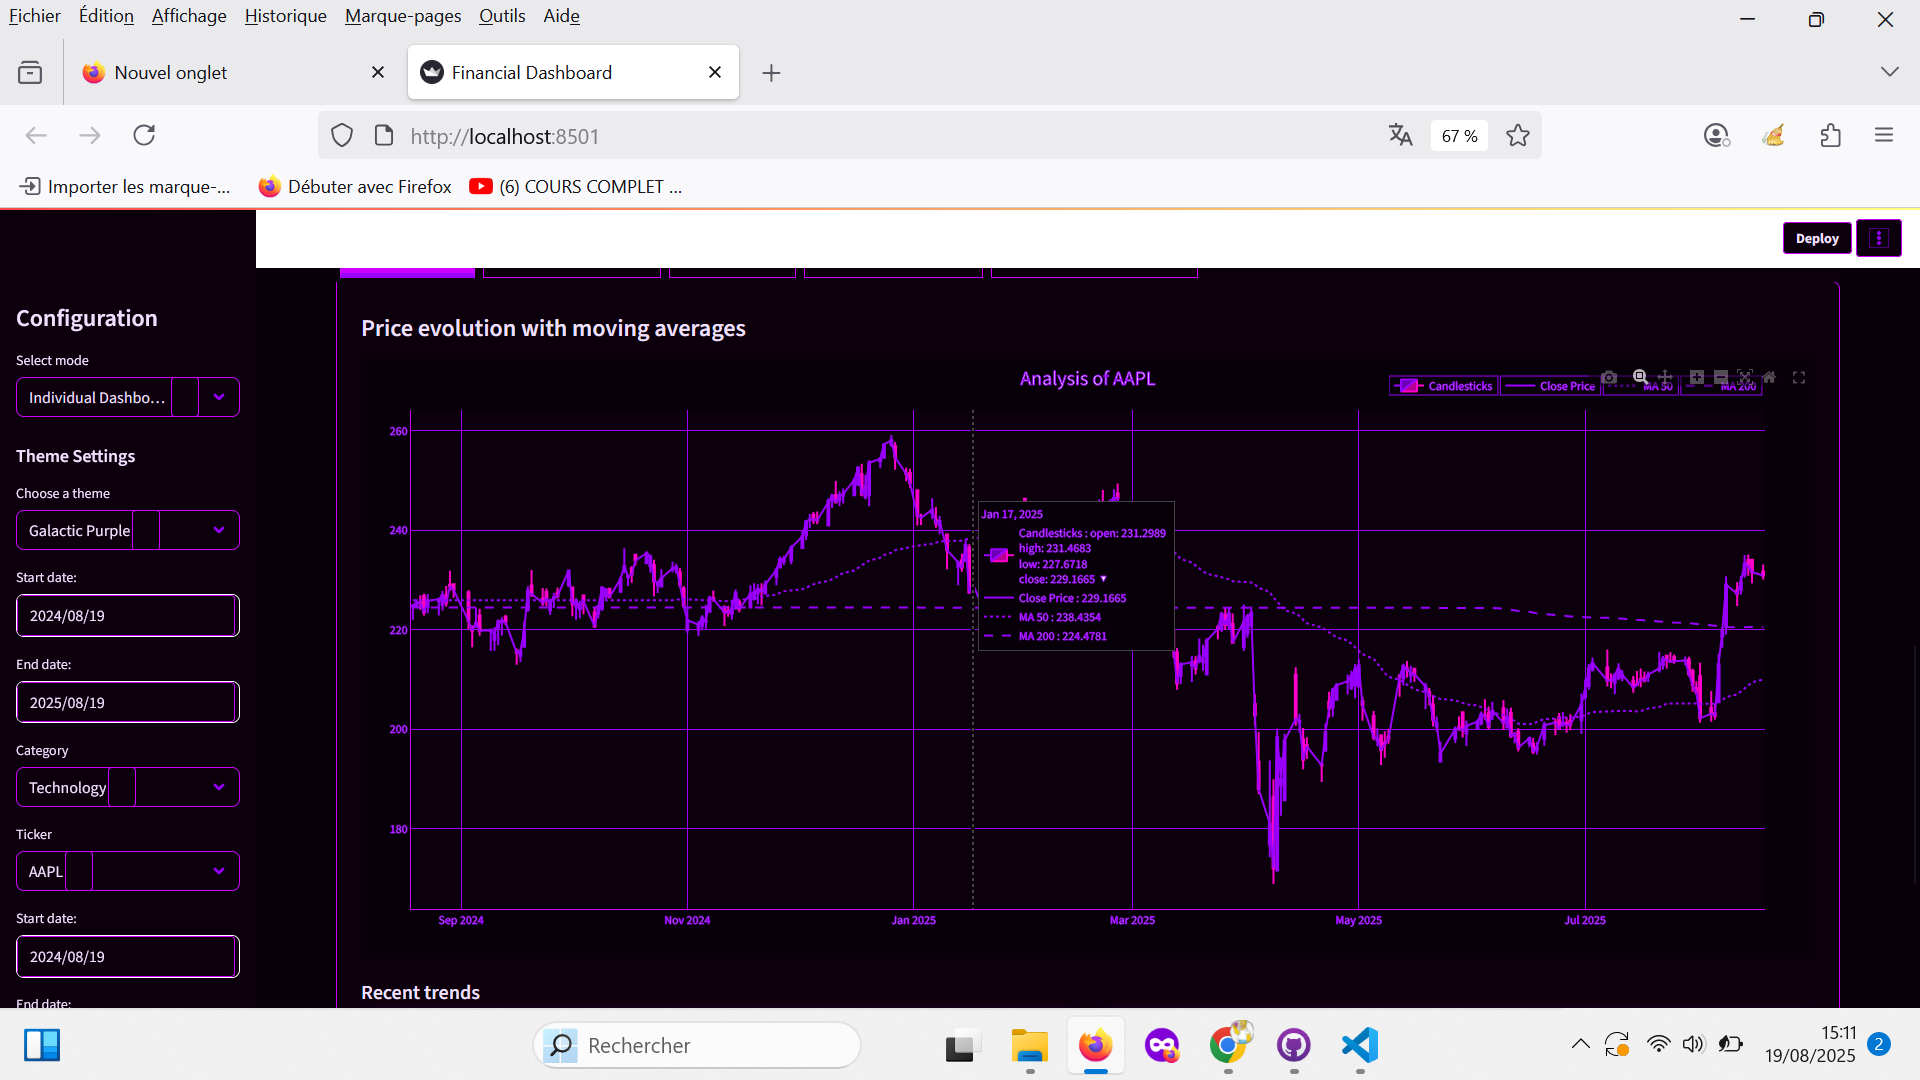 Fichier Édition Affichage Historique Marque-pages Outils Aide
Nouvel onglet
Financial Dashboard
http://localhost:8501
67 %
Importer les marque-...
Débuter avec Firefox
(6) COURS COMPLET ...
Deploy
Configuration
Select mode
Individual Dashbo...
Theme Settings
Choose a theme
Galactic Purple
Start date:
2024/08/19
End date:
2025/08/19
Category
Technology
Ticker
AAPL
Start date:
2024/08/19
End date:
Price evolution with moving averages
Analysis of AAPL
Candlesticks
Close Price
MA 50
MA 200
260
240
220
200
180
Jan 17, 2025
Candlesticks : open: 231.2989
high: 231.4683
low: 227.6718
close: 229.1665 ▼
Close Price : 229.1665
MA 50 : 238.4354
MA 200 : 224.4781
Sep 2024
Nov 2024
Jan 2025
Mar 2025
May 2025
Jul 2025
Recent trends
Rechercher
15:11
19/08/2025
2